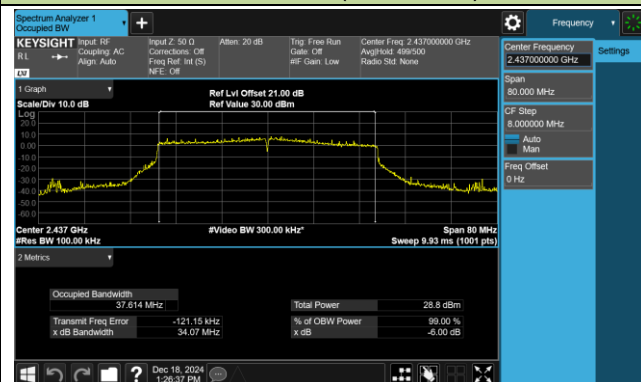 Spectrum Analyzer 1
Occupied BW
Frequency
KEYSIGHT
RL
LXI
Input: RF
Coupling: AC
Align: Auto
Input Z: 50 Ω
Corrections: Off
Freq Ref: Int (S)
NFE: Off
Atten: 20 dB
Trig: Free Run
Gate: Off
#IF Gain: Low
Center Freq: 2.437000000 GHz
Avg|Hold: 499/500
Radio Std: None
Center Frequency
2.437000000 GHz
Settings
Span
80.000 MHz
CF Step
8.000000 MHz
Auto
Man
Freq Offset
0 Hz
1 Graph
Scale/Div 10.0 dB
Ref Lvl Offset 21.00 dB
Ref Value 30.00 dBm
Log
20.0
10.0
0.00
-10.0
-20.0
-30.0
-40.0
-50.0
-60.0
Center 2.437 GHz
#Video BW 300.00 kHz*
Span 80 MHz
#Res BW 100.00 kHz
Sweep 9.93 ms (1001 pts)
2 Metrics
Occupied Bandwidth
37.614 MHz
Total Power 28.8 dBm
Transmit Freq Error -121.15 kHz
% of OBW Power 99.00 %
x dB Bandwidth 34.07 MHz
x dB -6.00 dB
Dec 18, 2024
1:26:37 PM